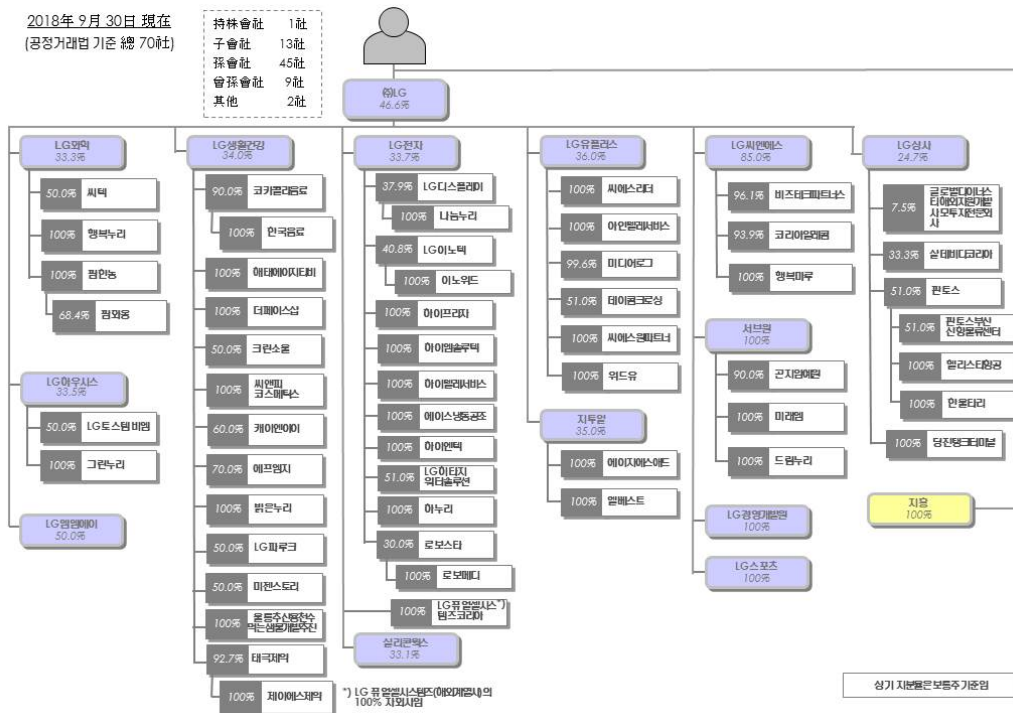 2018年 9月 30日 現在
(공정거래법 기준 總 70社)
持株會社 1社
子會社 13社
孫會社 45社
曾孫會社 9社
其他 2社
㈜LG
46.6%
LG화학
33.3%
50.0% 씨텍
100% 행복누리
100% 팜한농
68.4% 팜화옹
LG하우시스
33.5%
50.0% LG토스템 비엠
100% 그린누리
LG엠엠에이
50.0%
LG생활건강
34.0%
90.0% 코카콜라음료
100% 한국음료
100% 해태에이치티비
100% 더페이스샵
50.0% 크린소울
100% 씨앤피
코스메틱스
60.0% 캐이엔아이
70.0% 에프엠지
100% 밝은누리
50.0% LG파루크
50.0% 미젠스토리
100% 울릉추산용천수
먹는샘물개발추진
92.7% 태극제약
100% 제이에스제약
LG전자
33.7%
37.9% LG디스플레이
100% 나눔누리
40.8% LG이노텍
100% 이노위드
100% 하이프라자
100% 하이엠솔루텍
100% 하이텔레서비스
100% 에이스냉동공조
100% 하이엔텍
51.0% LG히타치
워터솔루션
100% 하누리
30.0% 로보스타
100% 로보메디
100% LG퓨얼셀시스*)
템즈코리아
실리콘웍스
33.1%
*) LG 퓨얼셀시스템즈(해외계열사)의
100% 자회사임
LG유플러스
36.0%
100% 씨에스리더
100% 아인텔레서비스
99.6% 미디어로그
51.0% 데이콤크로싱
100% 씨에스원파트너
100% 위드유
지투알
35.0%
100% 에이치에스애드
100% 엘베스트
LG씨엔에스
85.0%
96.1% 비즈테크파트너스
93.9% 코리아일레콤
100% 행복마루
서브원
100%
90.0% 곤지암예원
100% 미래엠
100% 드림누리
LG경영개발원
100%
LG스포츠
100%
LG상사
24.7%
7.5% 글로벌다이너스
티해외자원개발
사모투자전문회
사
33.3% 살데비다코리아
51.0% 판토스
51.0% 판토스부산
신항물류센터
100% 헬리스타항공
100% 한울타리
100% 당진탱크터미널
지흥
100%
상기 지분율은 보통주 기준임